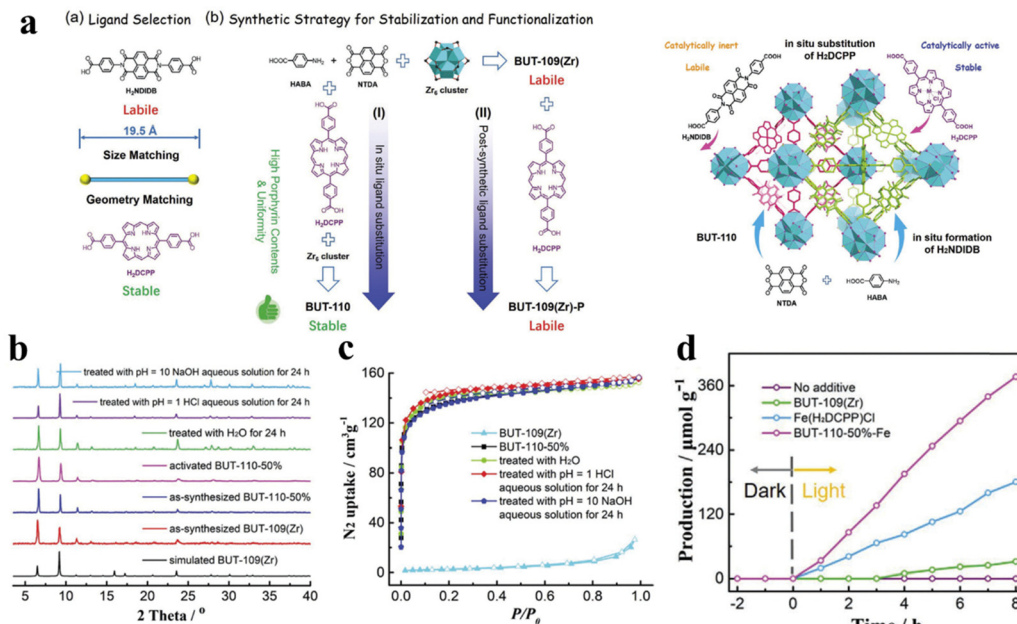 a
(a) Ligand Selection
H₂NDIDB
Labile
19.5 Å
Size Matching
Geometry Matching
H₂DCPP
Stable
(b) Synthetic Strategy for Stabilization and Functionalization
HABA
+
NTDA
Zr₆ cluster
BUT-109(Zr)
Labile
High Porphyrin Contents
& Uniformity
H₂DCPP
Zr₆ cluster
BUT-110
Stable
(I)
In situ ligand substitution
(II)
Post-synthetic ligand substitution
H₂DCPP
BUT-109(Zr)-P
Labile
Catalytically inert
Labile
in situ substitution
of H₂DCPP
Catalytically active
Stable
H₂NDIDB
H₂DCPP
BUT-110
in situ formation
of H₂NDIDB
NTDA
HABA
b
treated with pH = 10 NaOH aqueous solution for 24 h
treated with pH = 1 HCl aqueous solution for 24 h
treated with H₂O for 24 h
activated BUT-110-50%
as-synthesized BUT-110-50%
as-synthesized BUT-109(Zr)
simulated BUT-109(Zr)
5 10 15 20 25 30 35 40
2 Theta / °
c
N₂ uptake / cm³g⁻¹
160
120
80
40
0
BUT-109(Zr)
BUT-110-50%
treated with H₂O
treated with pH = 1 HCl
aqueous solution for 24 h
treated with pH = 10 NaOH
aqueous solution for 24 h
0.0 0.2 0.4 0.6 0.8 1.0
P/P₀
d
Production / μmol g⁻¹
360
240
120
0
No additive
BUT-109(Zr)
Fe(H₂DCPP)Cl
BUT-110-50%-Fe
Dark
Light
-2 0 2 4 6 8
Time / h